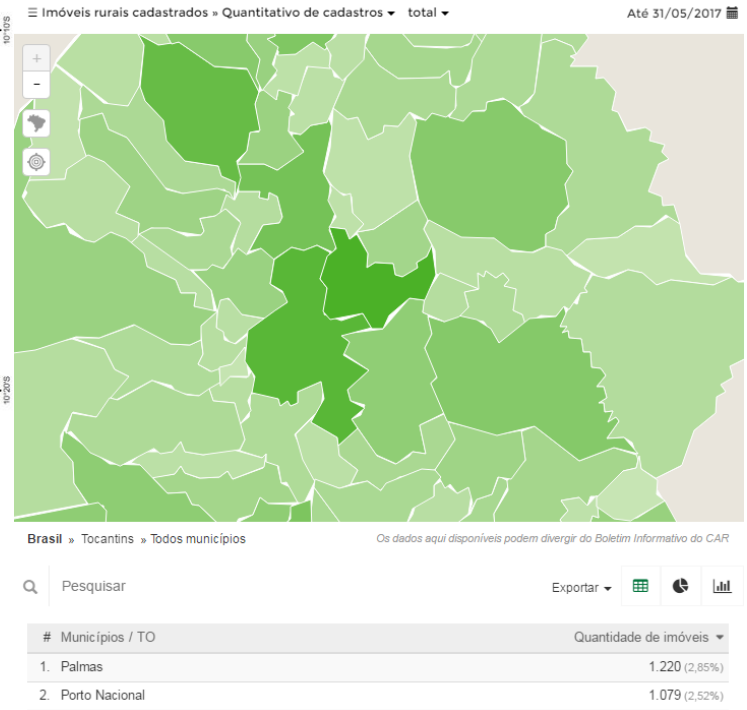 ☰ Imóveis rurais cadastrados » Quantitativo de cadastros ▾ total ▾ Até 31/05/2017
10°10'S
+
-
10°20'S
Brasil » Tocantins » Todos municípios Os dados aqui disponíveis podem divergir do Boletim Informativo do CAR
Pesquisar Exportar ▾
# Municípios / TO Quantidade de imóveis ▾
1. Palmas 1.220 (2,85%)
2. Porto Nacional 1.079 (2,52%)